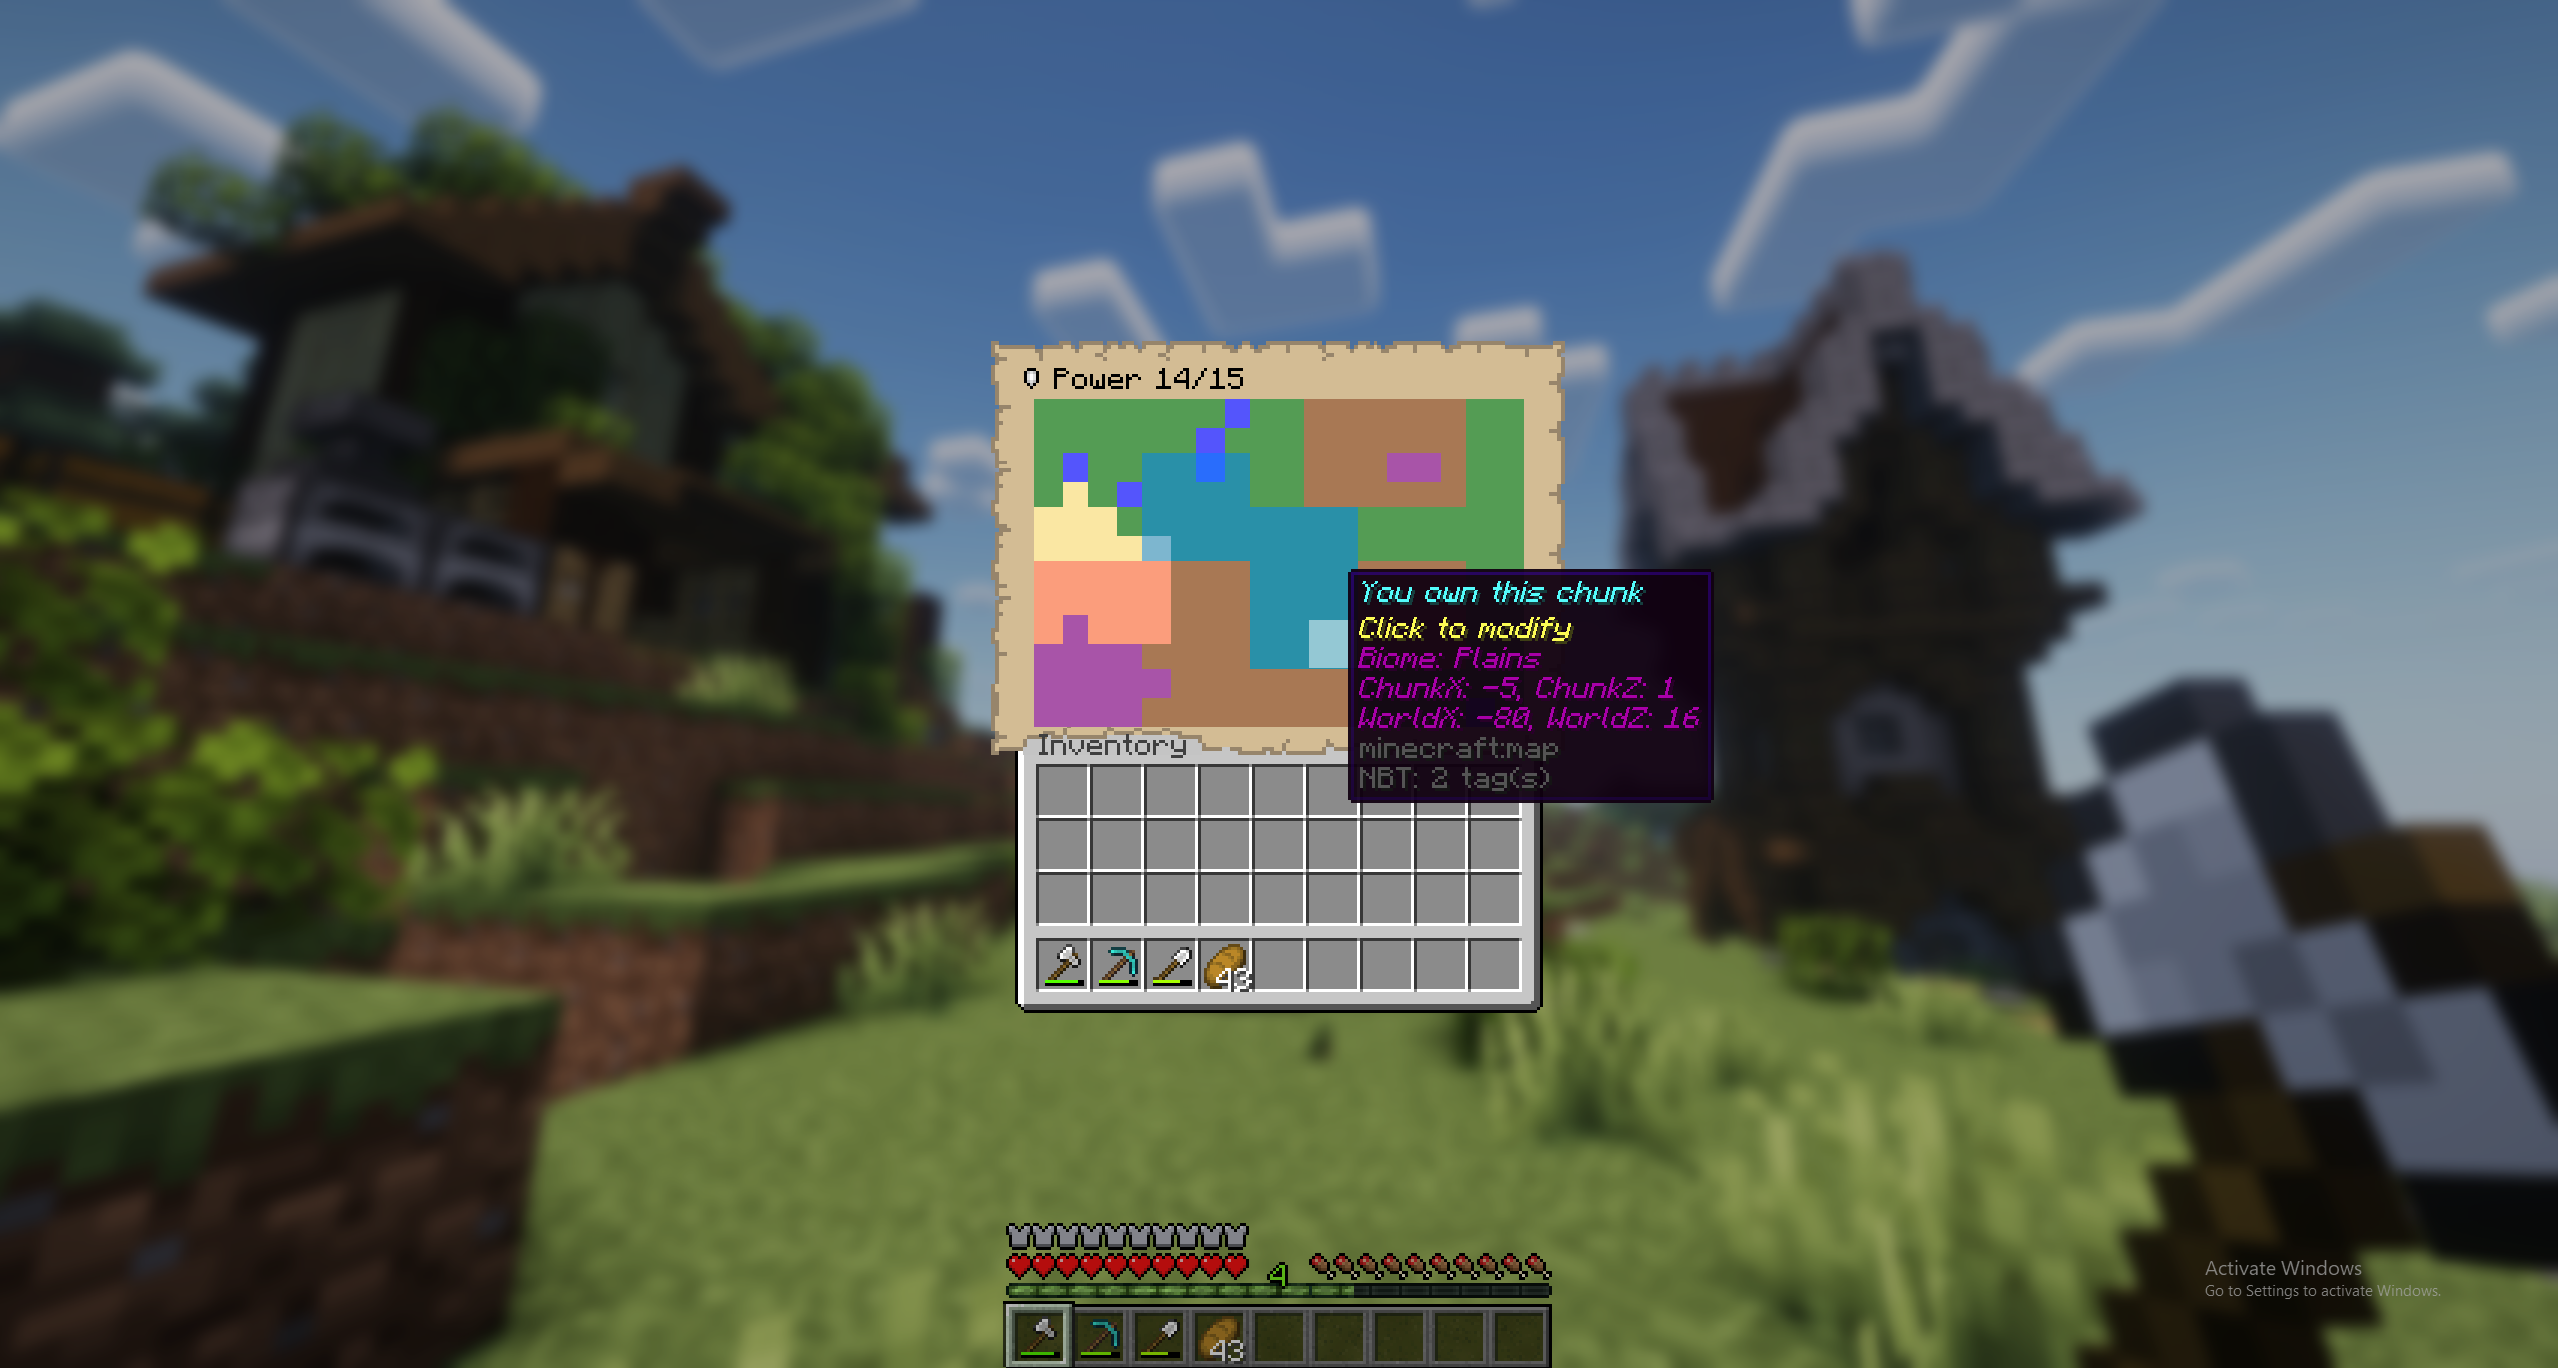 Power 14/15
You own this chunk
Click to modify
Biome: Plains
ChunkX: -5, ChunkZ: 1
WorldX: -80, WorldZ: 16
minecraft:map
NBT: 2 tag(s)
Inventory
43
4
43
Activate Windows
Go to Settings to activate Windows.